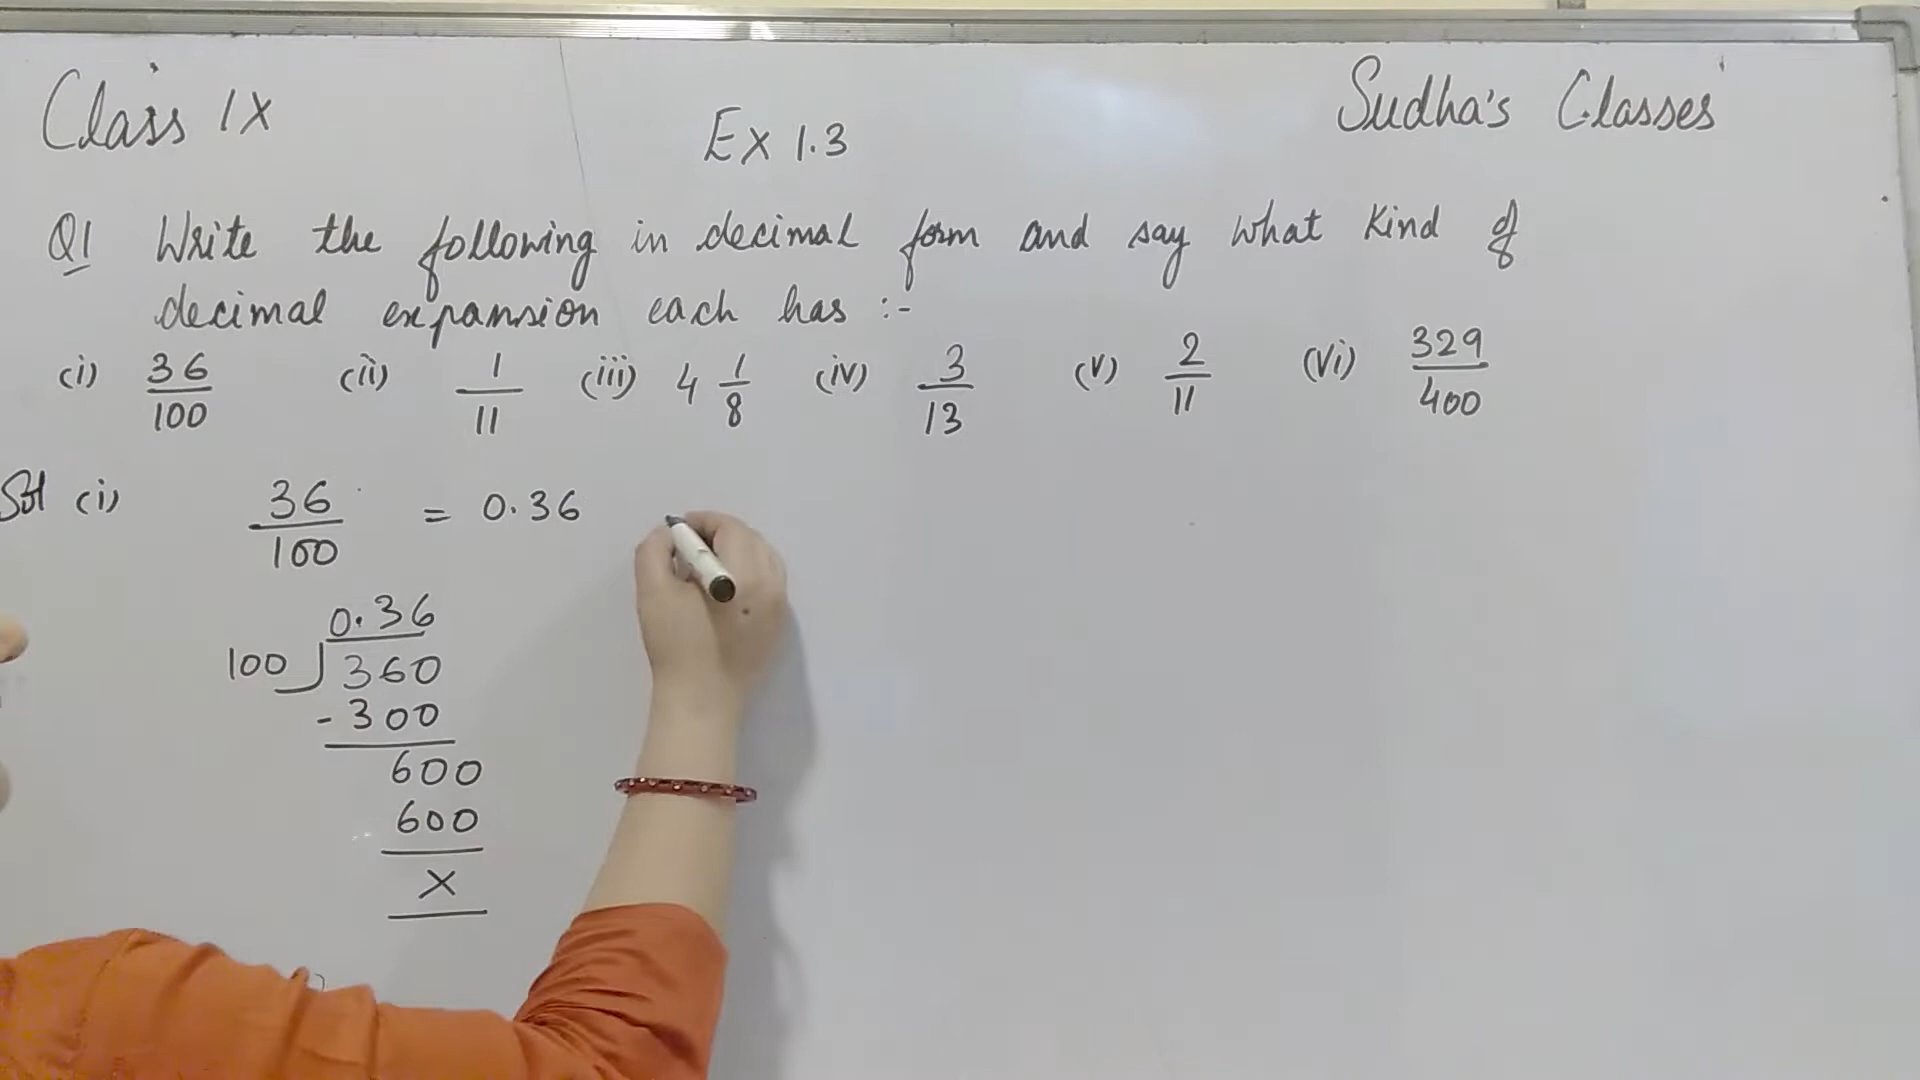 Class IX
Ex 1.3
Sudha's Classes
Q1 Write the following in decimal form and say what kind of
decimal expansion each has :-
(i) 36/100 (ii) 1/11 (iii) 4 1/8 (iv) 3/13 (v) 2/11 (vi) 329/400
Sol (i) 36/100 = 0.36
0.36
100 360
- 300
600
600
x